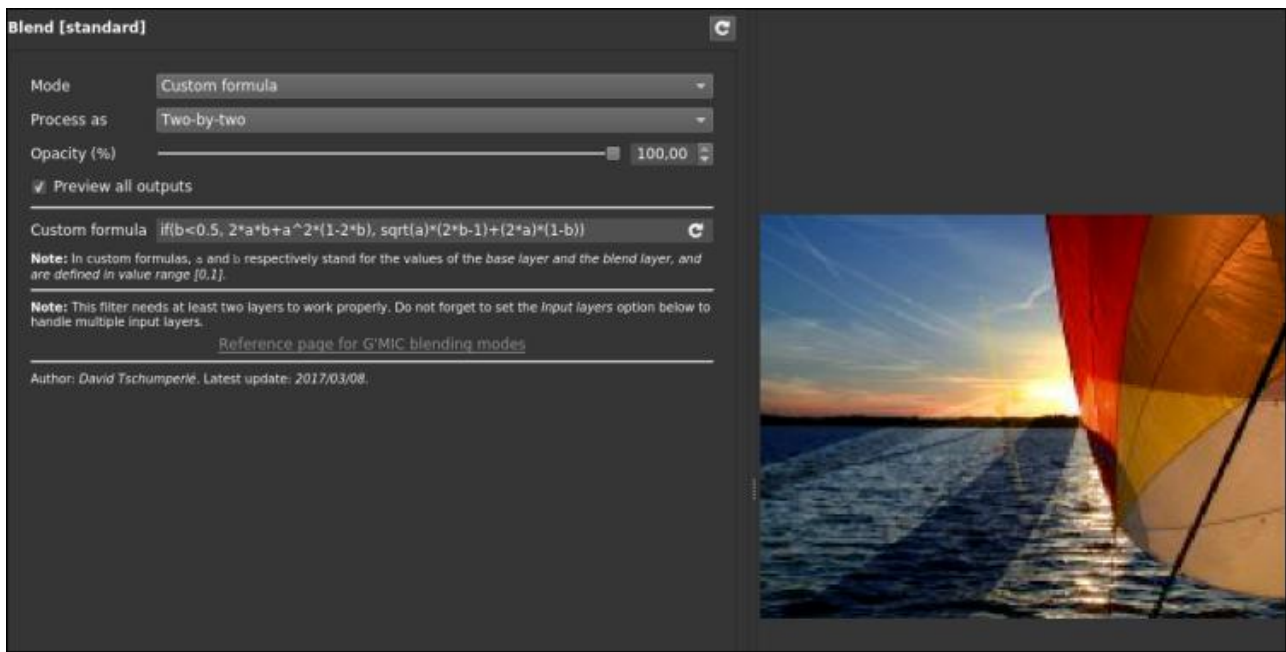 Blend [standard]
Mode Custom formula
Process as Two-by-two
Opacity (%) 100,00
Preview all outputs
Custom formula if(b<0.5, 2*a*b+a^2*(1-2*b), sqrt(a)*(2*b-1)+(2*a)*(1-b))
Note: In custom formulas, a and b respectively stand for the values of the base layer and the blend layer, and
are defined in value range [0,1].
Note: This filter needs at least two layers to work properly. Do not forget to set the Input layers option below to
handle multiple input layers.
Reference page for G'MIC blending modes
Author: David Tschumperlé. Latest update: 2017/03/08.